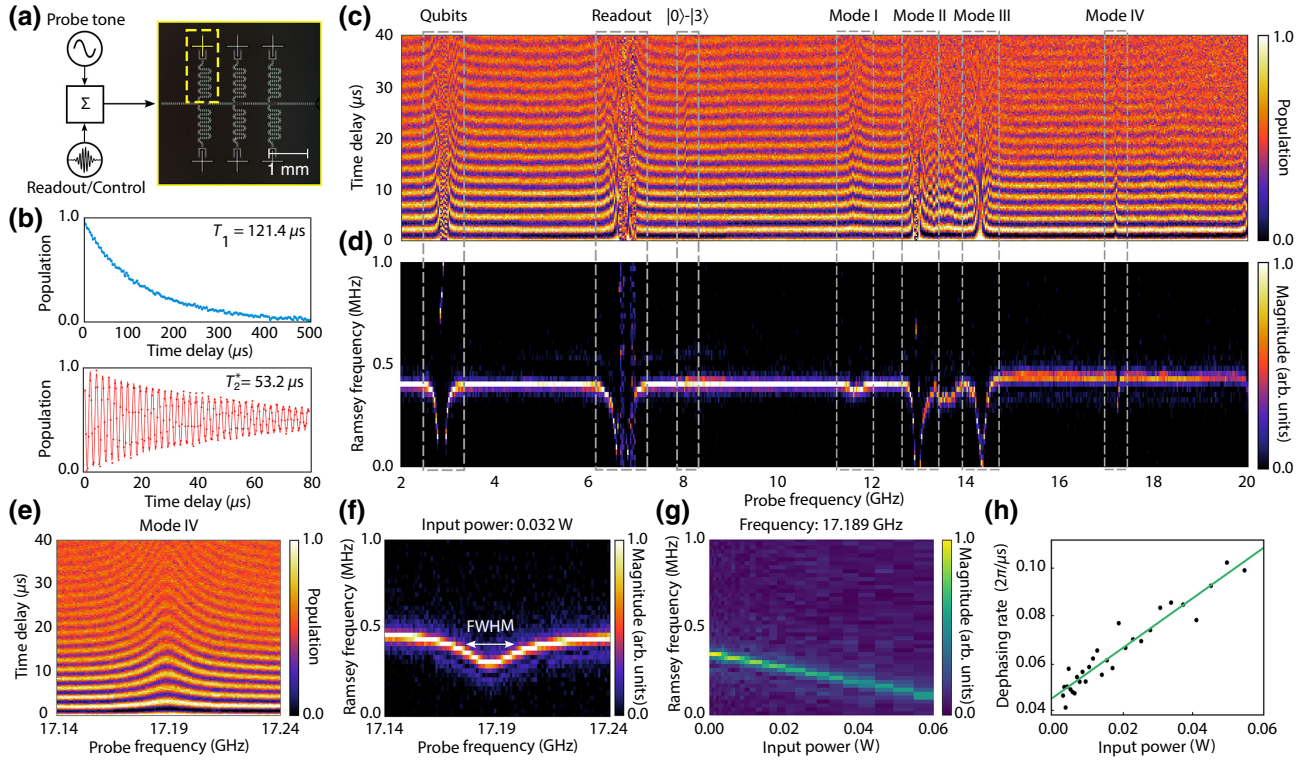 (a)
Probe tone
Σ
Readout/Control
1 mm
(b)
Population
1.0
0.0
T1 = 121.4 μs
0 100 200 300 400 500
Time delay (μs)
Population
1.0
0.0
T2* = 53.2 μs
0 20 40 60 80
Time delay (μs)
(c)
Qubits Readout |0⟩-|3⟩ Mode I Mode II Mode III Mode IV
Time delay (μs)
40
30
20
10
0
1.0
0.0
Population
(d)
Ramsey frequency (MHz)
1.0
0.5
0.0
2 4 6 8 10 12 14 16 18 20
Probe frequency (GHz)
1.0
0.0
Magnitude (arb. units)
(e)
Mode IV
Time delay (μs)
40
30
20
10
0
17.14 17.19 17.24
Probe frequency (GHz)
1.0
0.0
Population
(f)
Input power: 0.032 W
Ramsey frequency (MHz)
1.0
0.5
0.0
FWHM
17.14 17.19 17.24
Probe frequency (GHz)
1.0
0.0
Magnitude (arb. units)
(g)
Frequency: 17.189 GHz
Ramsey frequency (MHz)
1.0
0.5
0.0
0.00 0.02 0.04 0.06
Input power (W)
1.0
0.0
Magnitude (arb. units)
(h)
Dephasing rate (2π/μs)
0.10
0.08
0.06
0.04
0.00 0.02 0.04 0.06
Input power (W)